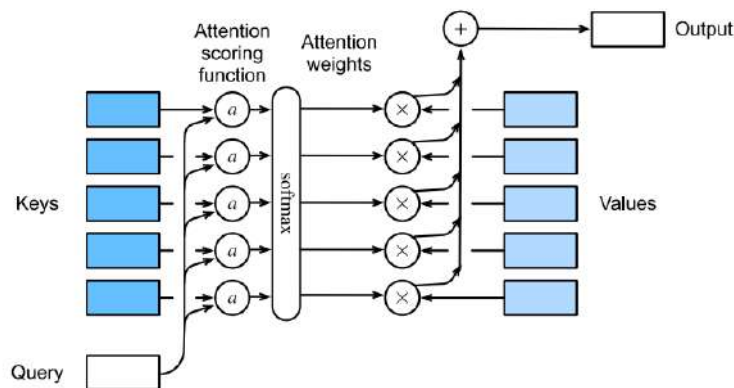 Attention
scoring
function
Attention
weights
+
Output
Keys
a
a
a
a
a
softmax
×
×
×
×
×
Values
Query